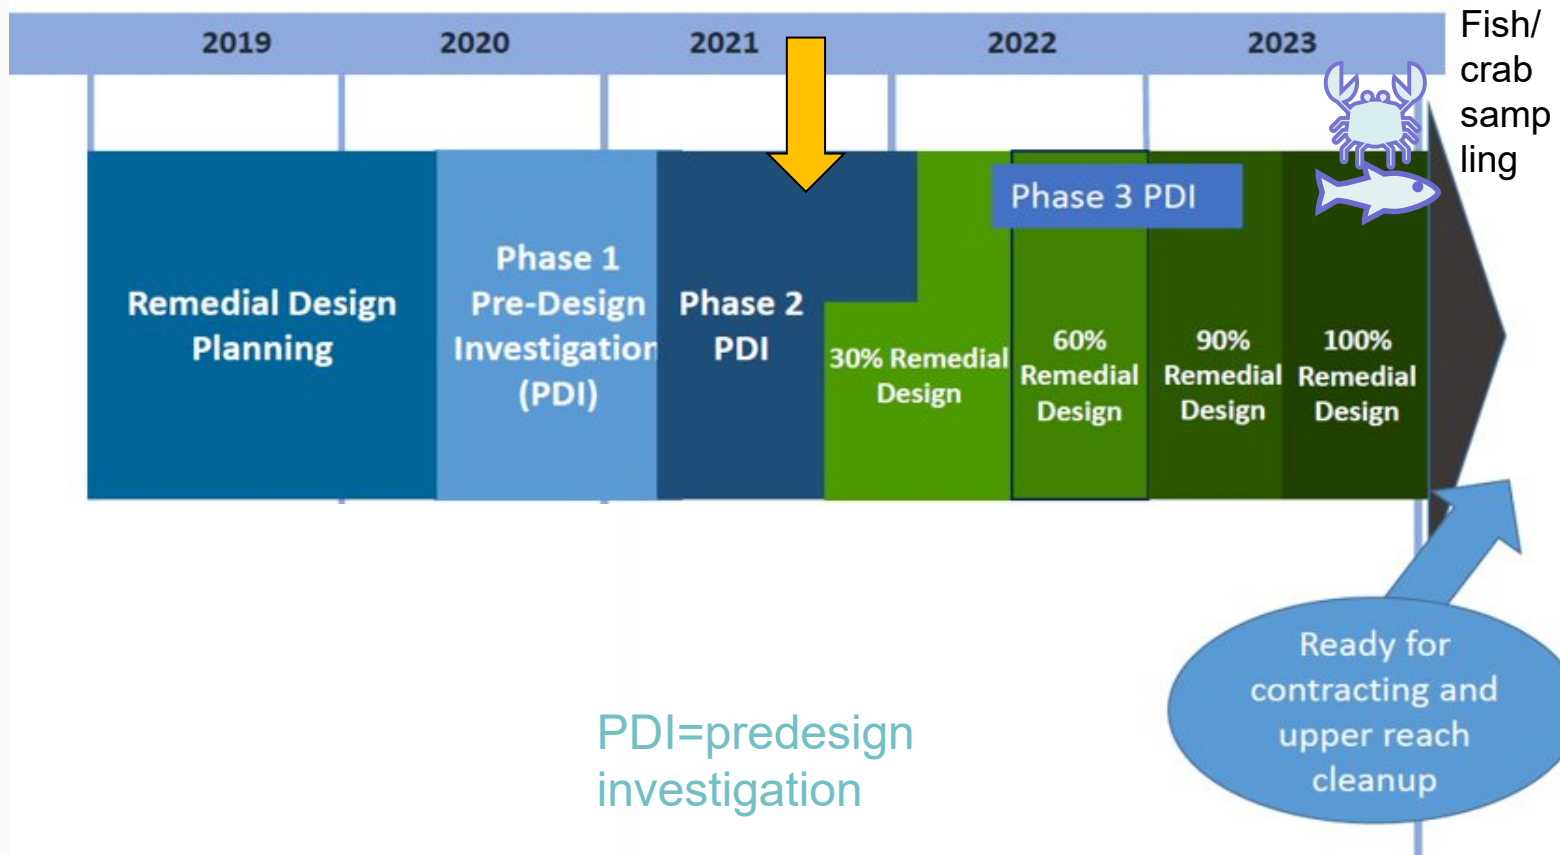 2019
2020
2021
2022
2023
Fish/
crab
samp
ling
Remedial Design
Planning
Phase 1
Pre-Design
Investigation
(PDI)
Phase 2
PDI
Phase 3 PDI
30% Remedial
Design
60%
Remedial
Design
90%
Remedial
Design
100%
Remedial
Design
Ready for
contracting and
upper reach
cleanup
PDI=predesign
investigation